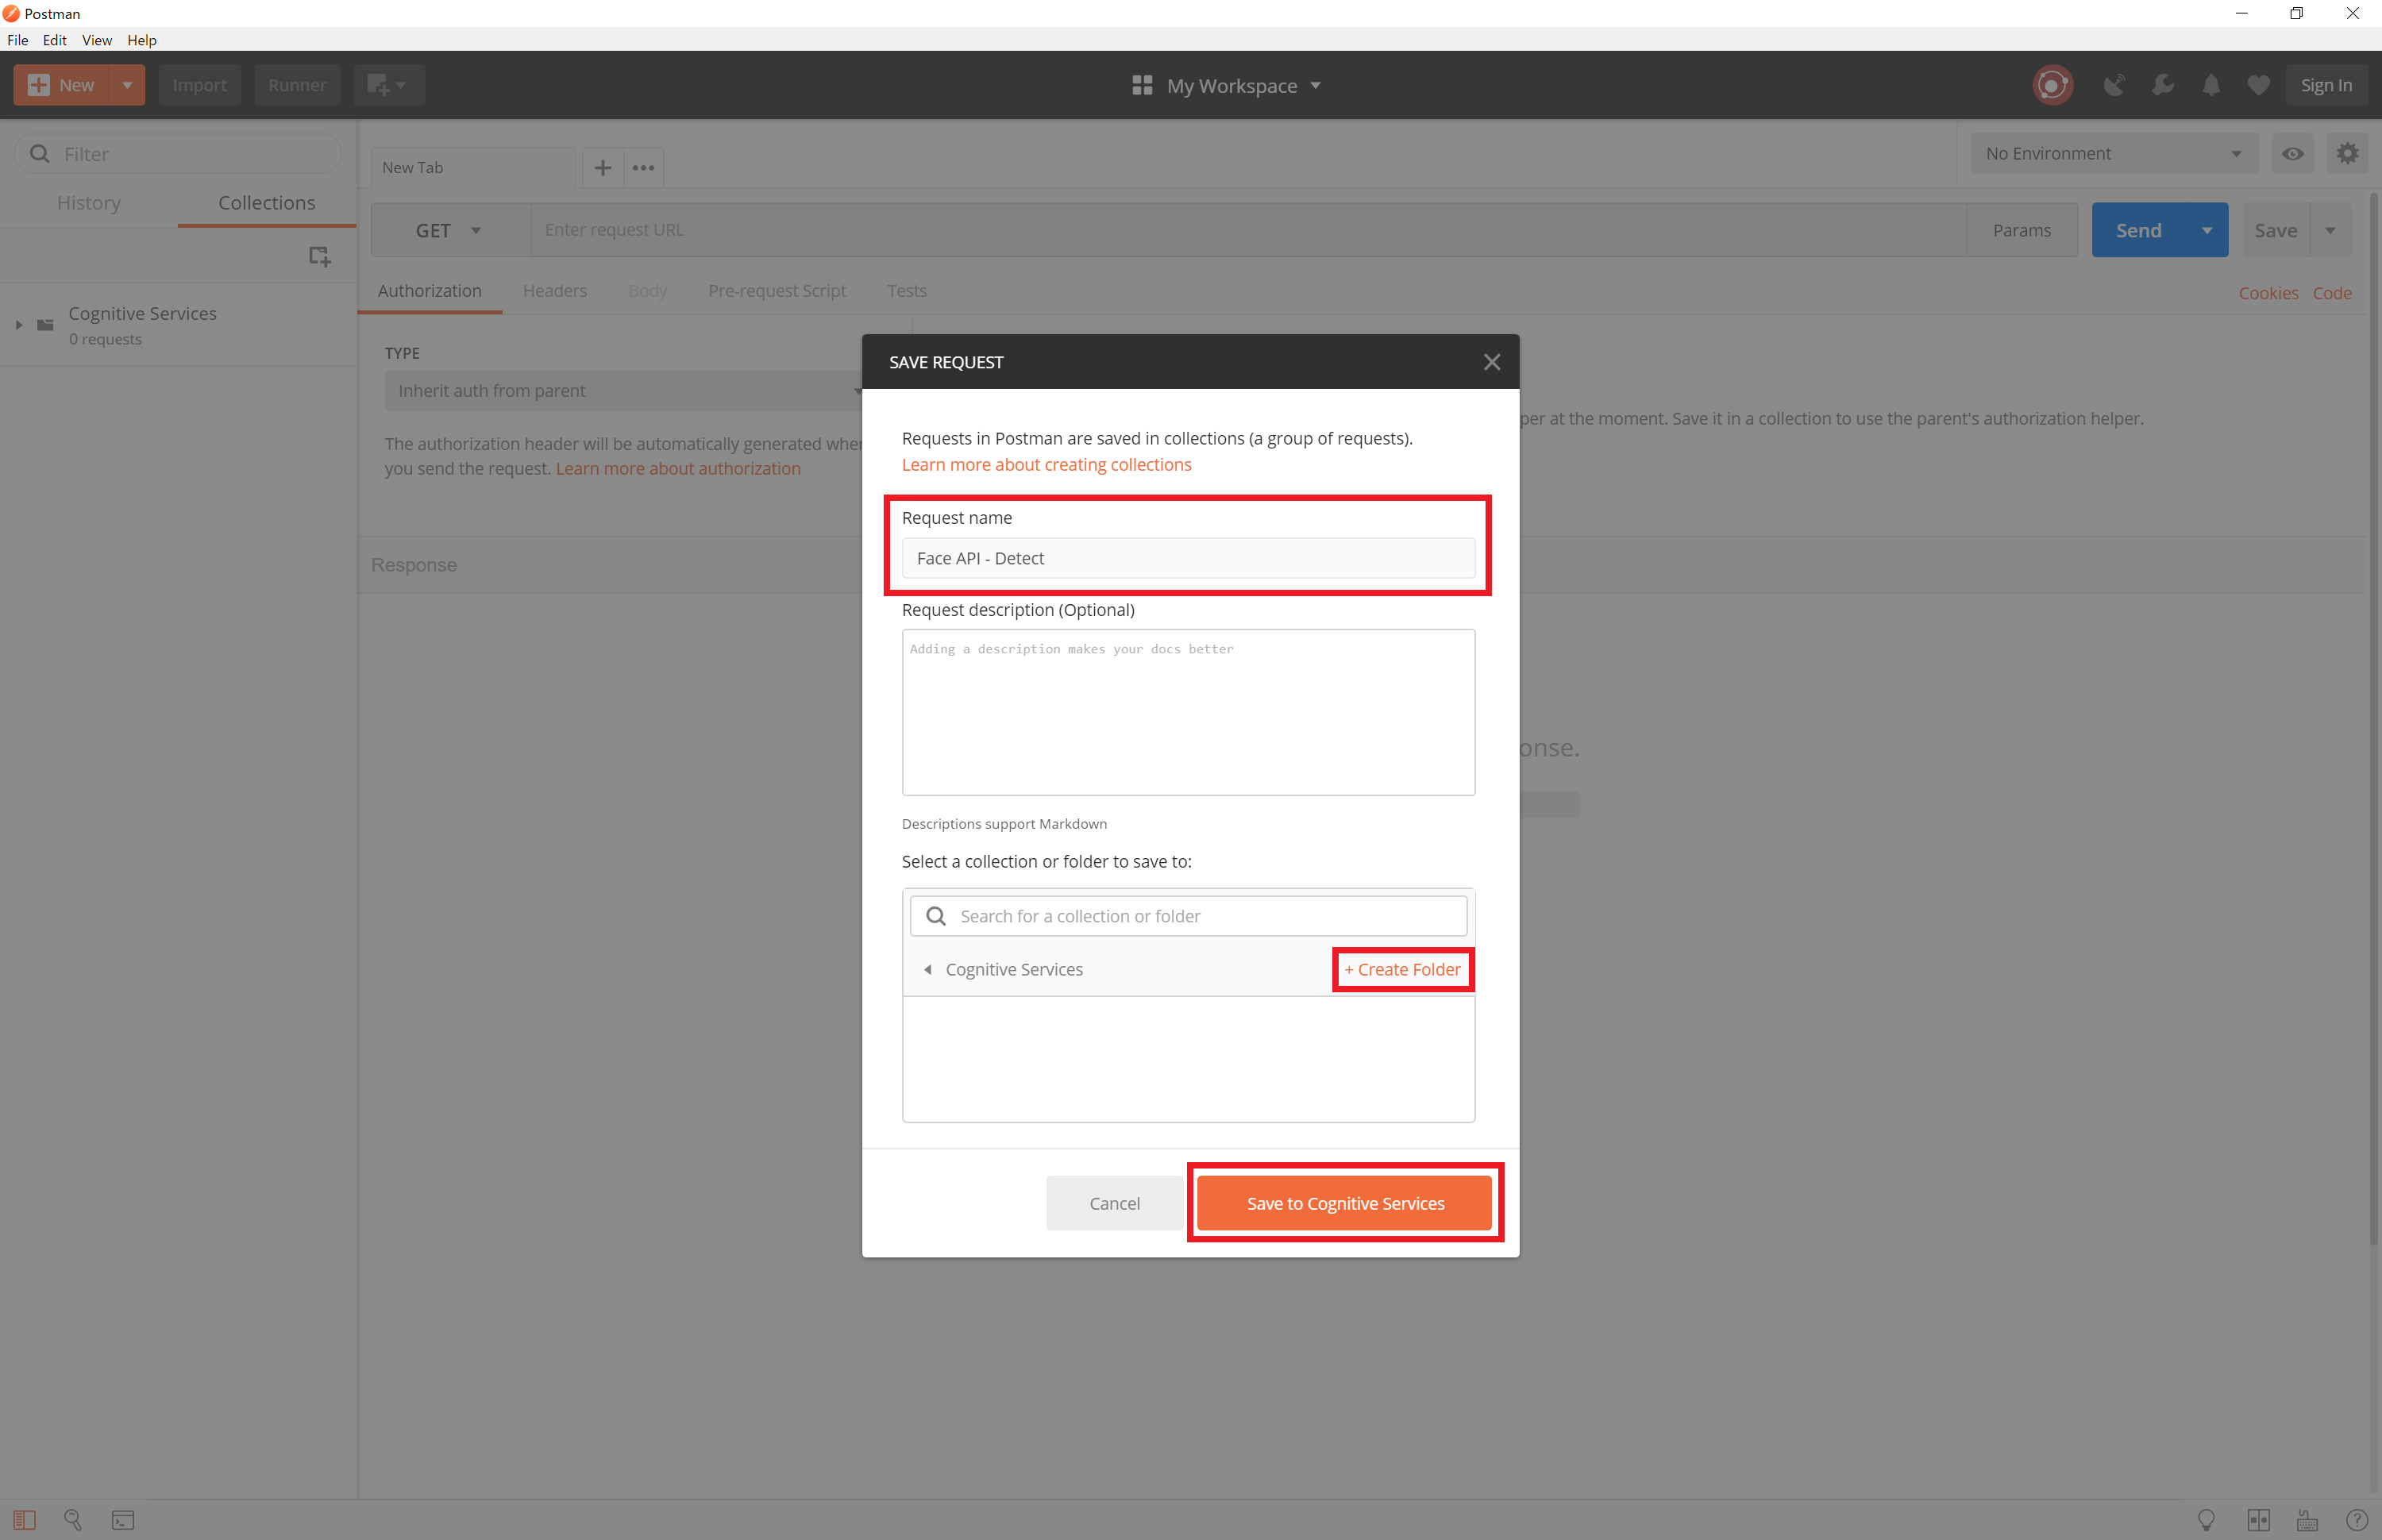 Postman
File Edit View Help
New Import Runner My Workspace Sign In
Filter
History Collections
Cognitive Services
0 requests
New Tab
No Environment
GET Enter request URL Params Send Save
Authorization Headers Body Pre-request Script Tests Cookies Code
TYPE
Inherit auth from parent
The authorization header will be automatically generated when
you send the request. Learn more about authorization
per at the moment. Save it in a collection to use the parent's authorization helper.
Response
onse.
SAVE REQUEST
Requests in Postman are saved in collections (a group of requests).
Learn more about creating collections
Request name
Face API - Detect
Request description (Optional)
Adding a description makes your docs better
Descriptions support Markdown
Select a collection or folder to save to:
Search for a collection or folder
Cognitive Services + Create Folder
Cancel Save to Cognitive Services